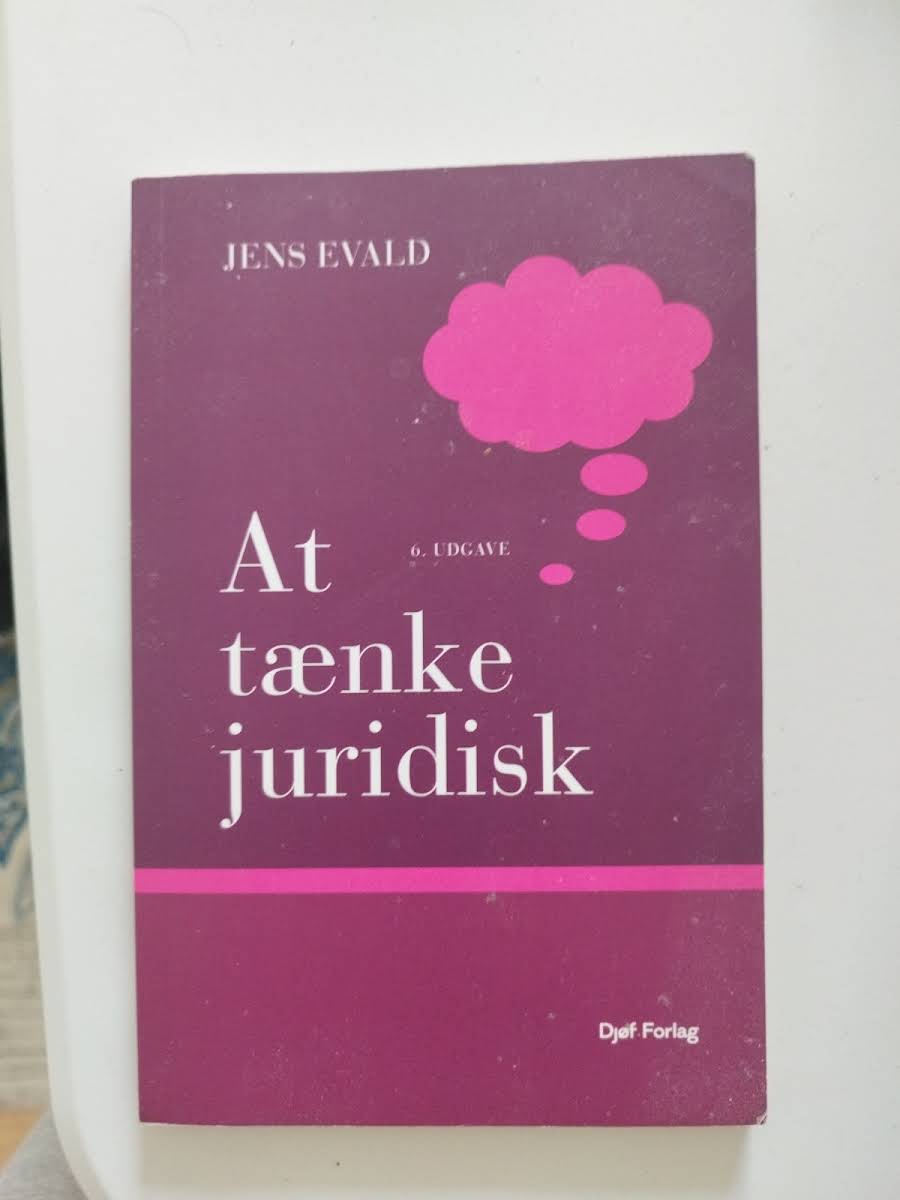 JENS EVALD
At
6. UDGAVE
tænke
juridisk
Djøf Forlag